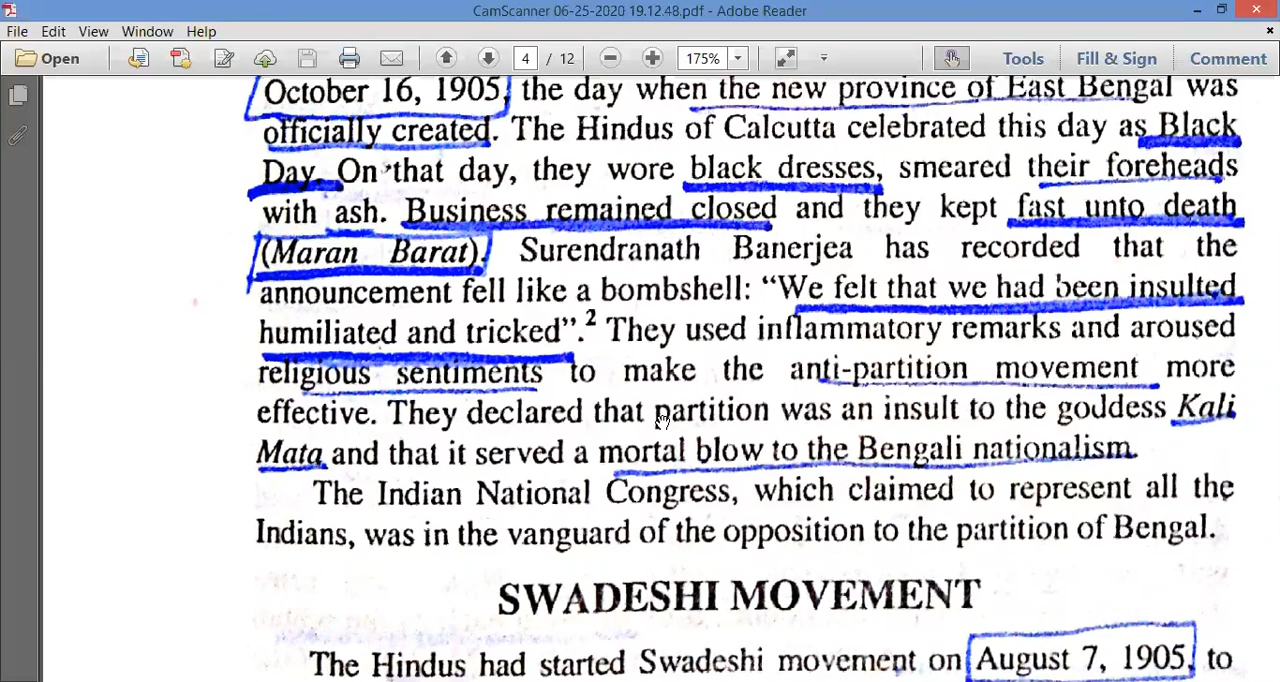 CamScanner 06-25-2020 19.12.48.pdf - Adobe Reader
File Edit View Window Help
Open 4 / 12 175% Tools Fill & Sign Comment
October 16, 1905, the day when the new province of East Bengal was
officially created. The Hindus of Calcutta celebrated this day as Black
Day. On that day, they wore black dresses, smeared their foreheads
with ash. Business remained closed and they kept fast unto death
(Maran Barat). Surendranath Banerjea has recorded that the
announcement fell like a bombshell: “We felt that we had been insulted
humiliated and tricked”.2 They used inflammatory remarks and aroused
religious sentiments to make the anti-partition movement more
effective. They declared that partition was an insult to the goddess Kali
Mata and that it served a mortal blow to the Bengali nationalism.
The Indian National Congress, which claimed to represent all the
Indians, was in the vanguard of the opposition to the partition of Bengal.
SWADESHI MOVEMENT
The Hindus had started Swadeshi movement on August 7, 1905, to